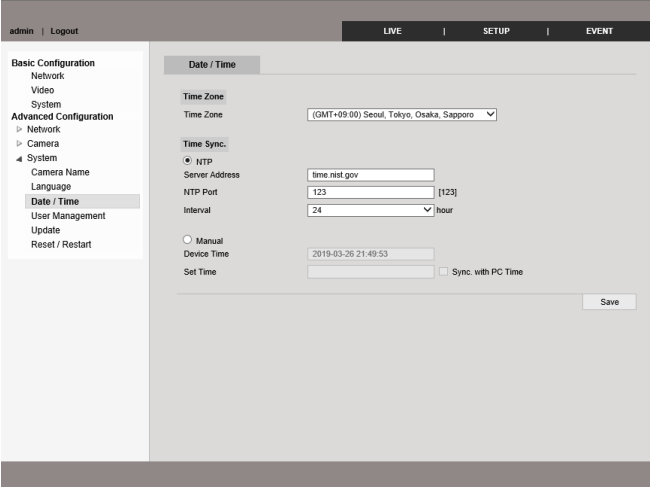 admin | Logout
LIVE | SETUP | EVENT
Basic Configuration
Network
Video
System
Advanced Configuration
Network
Camera
System
Camera Name
Language
Date / Time
User Management
Update
Reset / Restart
Date / Time
Time Zone
Time Zone (GMT+09:00) Seoul, Tokyo, Osaka, Sapporo
Time Sync.
NTP
Server Address time.nist.gov
NTP Port 123 [123]
Interval 24 hour
Manual
Device Time 2019-03-26 21:49:53
Set Time Sync. with PC Time
Save